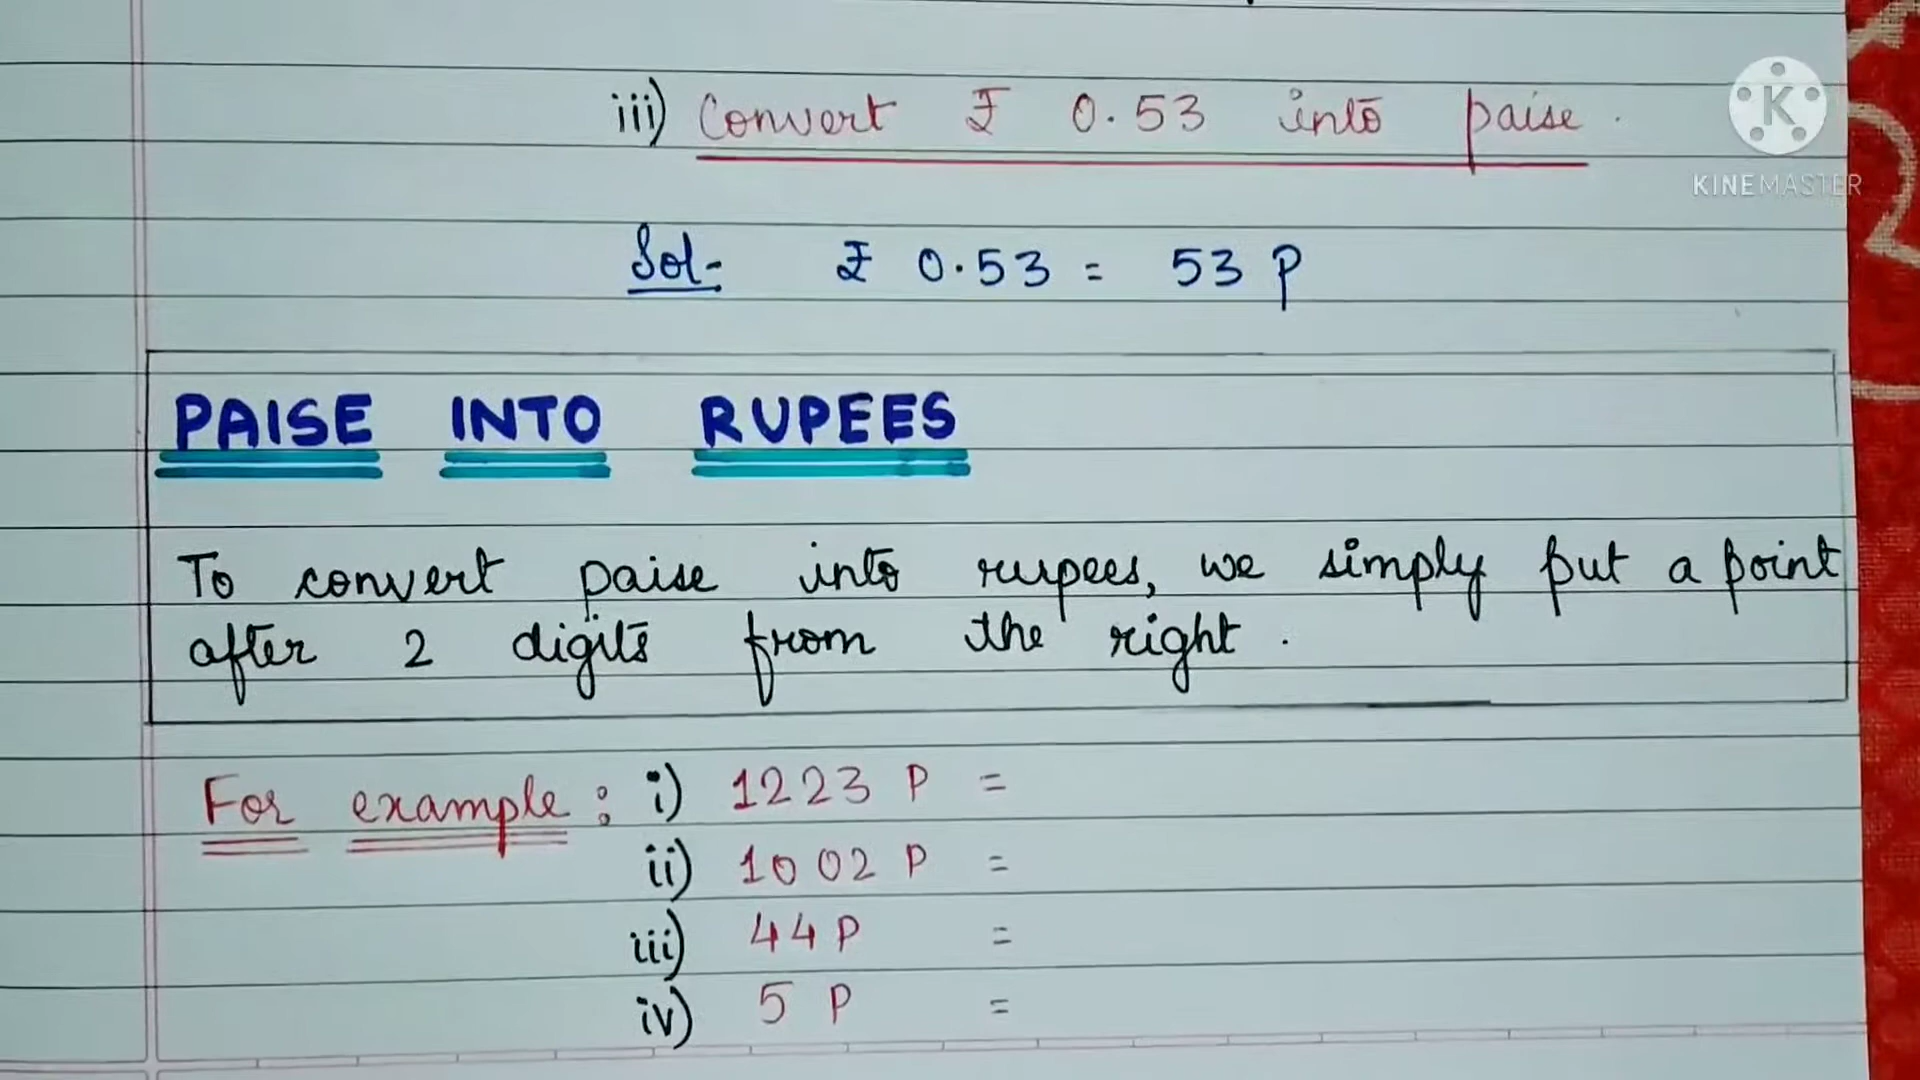 iii) Convert ₹ 0.53 into paise.
KINEMASTER
Sol- ₹ 0.53 = 53 P
PAISE INTO RUPEES
To convert paise into rupees, we simply put a point
after 2 digits from the right.
For example: i) 1223 P =
ii) 1002 P =
iii) 44 P =
iv) 5 P =